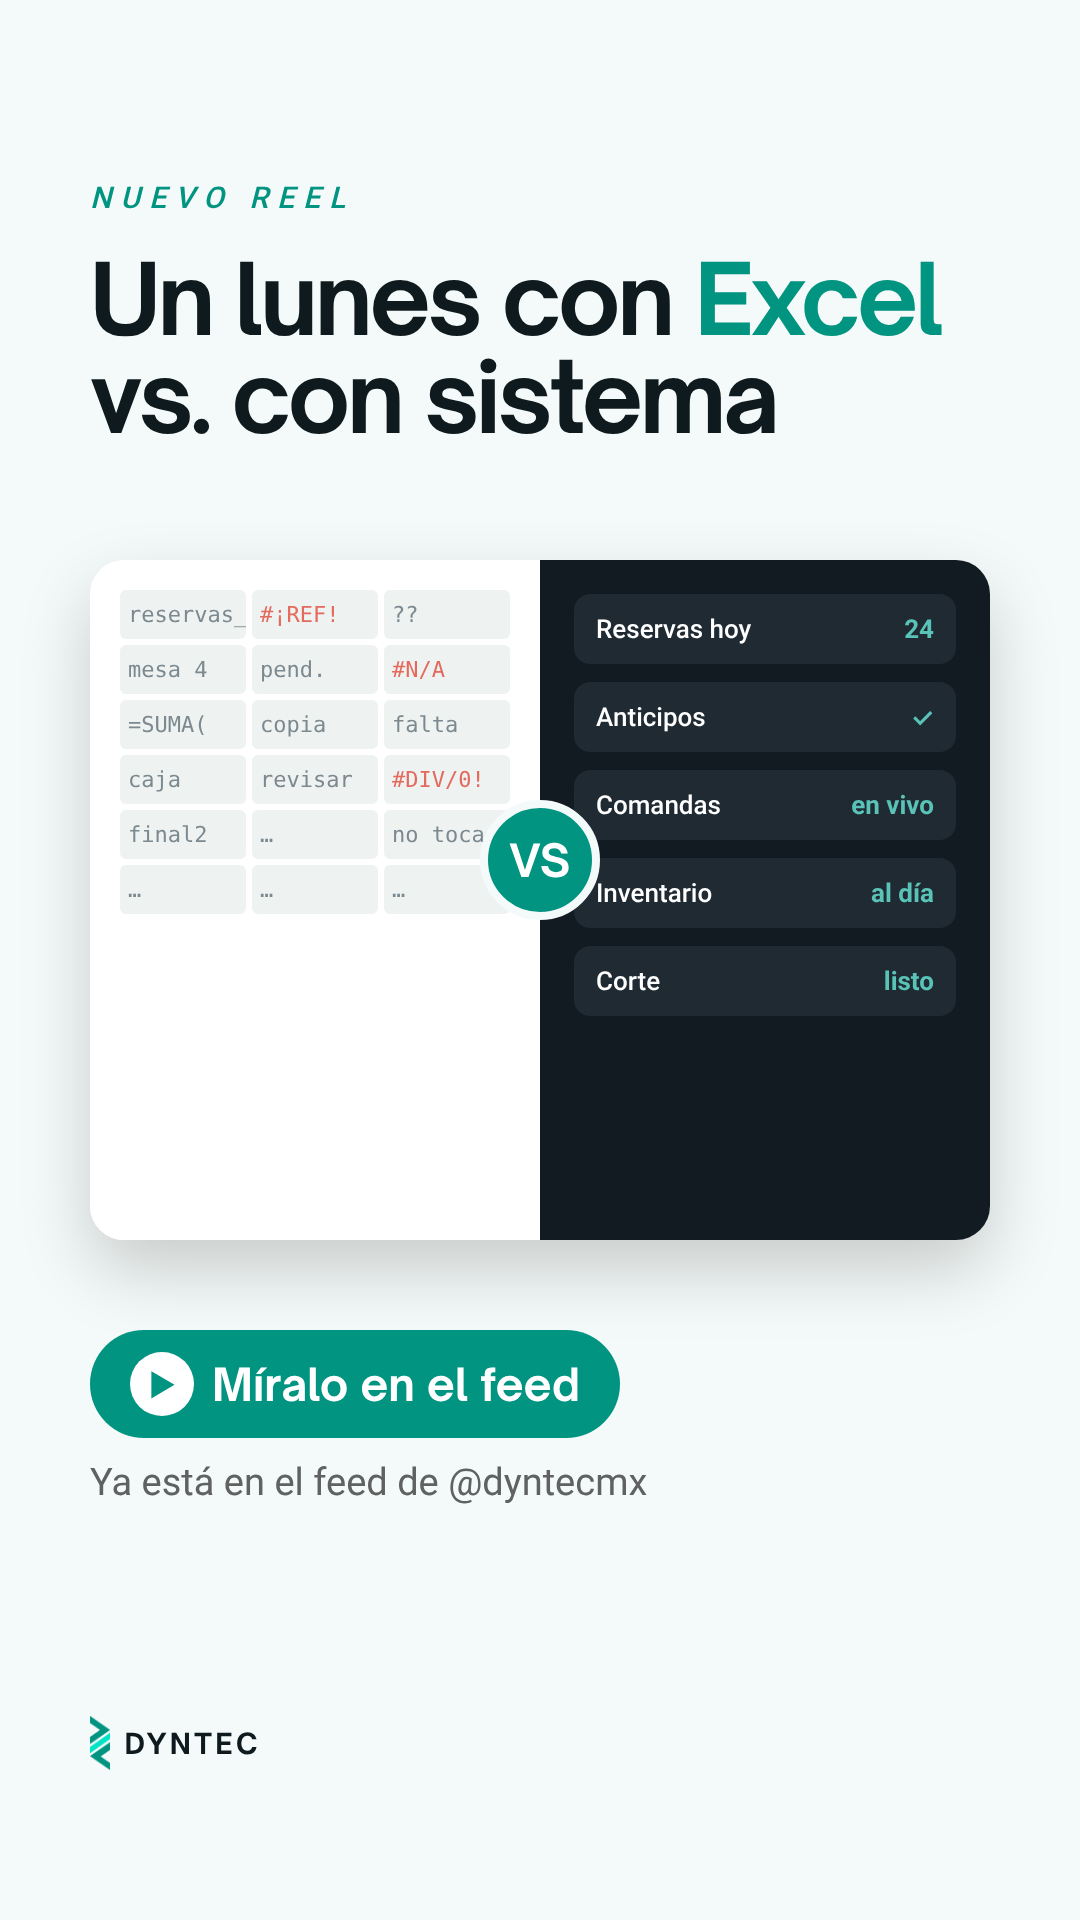 NUEVO REEL
Un lunes con Excel
vs. con sistema
reservas_ #¡REF! ??
mesa 4 pend. #N/A
=SUMA( copia falta
caja revisar #DIV/0!
final2 … no toca
… … …
VS
Reservas hoy 24
Anticipos ✓
Comandas en vivo
Inventario al día
Corte listo
Míralo en el feed
Ya está en el feed de @dyntecmx
DYNTEC